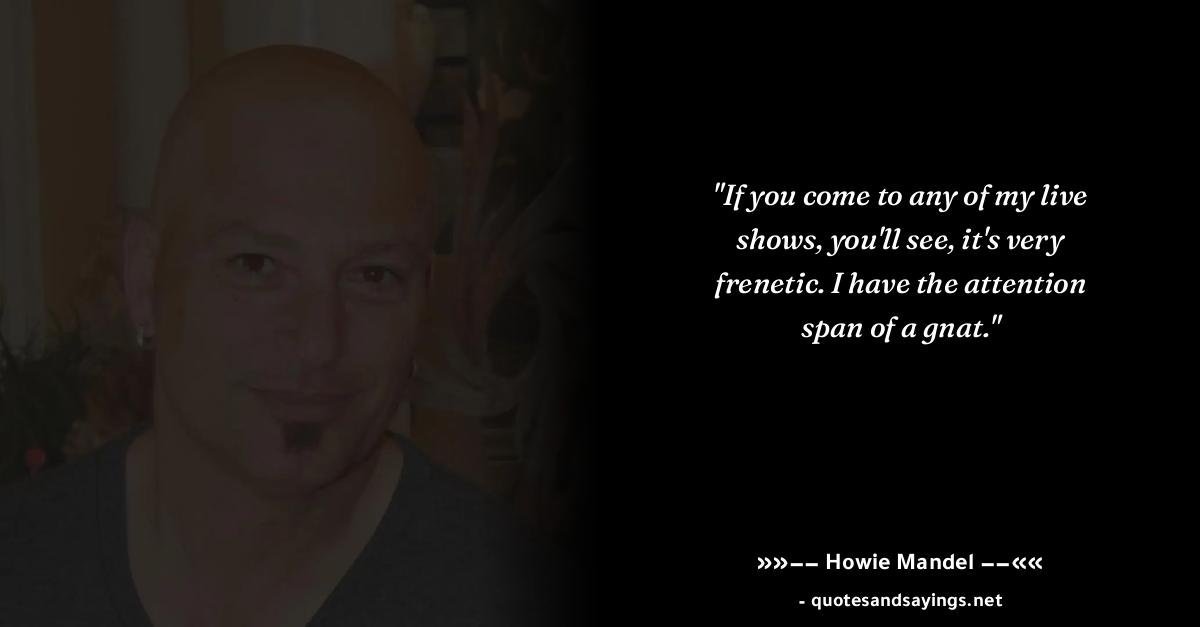 "If you come to any of my live
shows, you'll see, it's very
frenetic. I have the attention
span of a gnat."
»»–– Howie Mandel ––««
- quotesandsayings.net